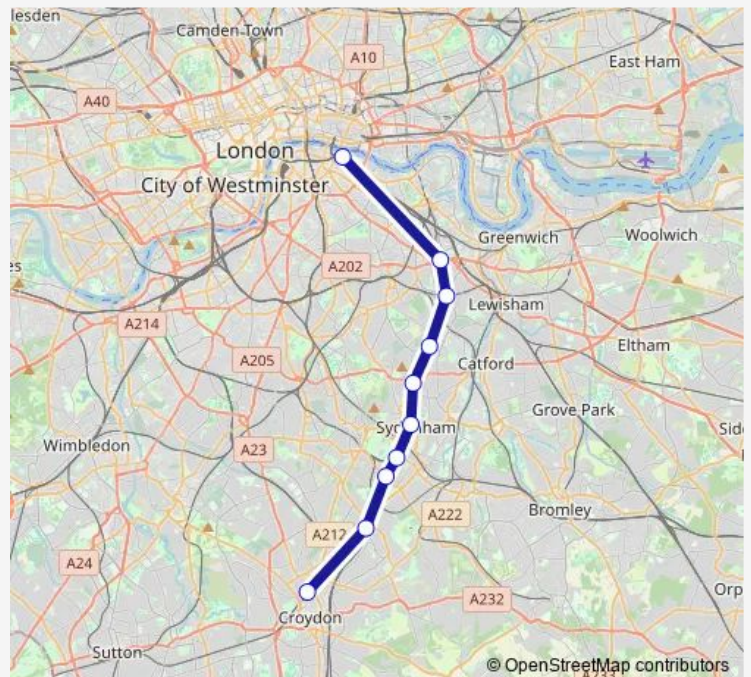 lesden
Camden Town
A10
East Ham
A40
London
City of Westminster
Greenwich
Woolwich
es
A202
Lewisham
A214
Eltham
A205
Catford
Grove Park
Sydenham
Sid
Wimbledon
A23
Bromley
A222
A212
A24
Orp
A232
Croydon
Sutton
© OpenStreetMap contributors